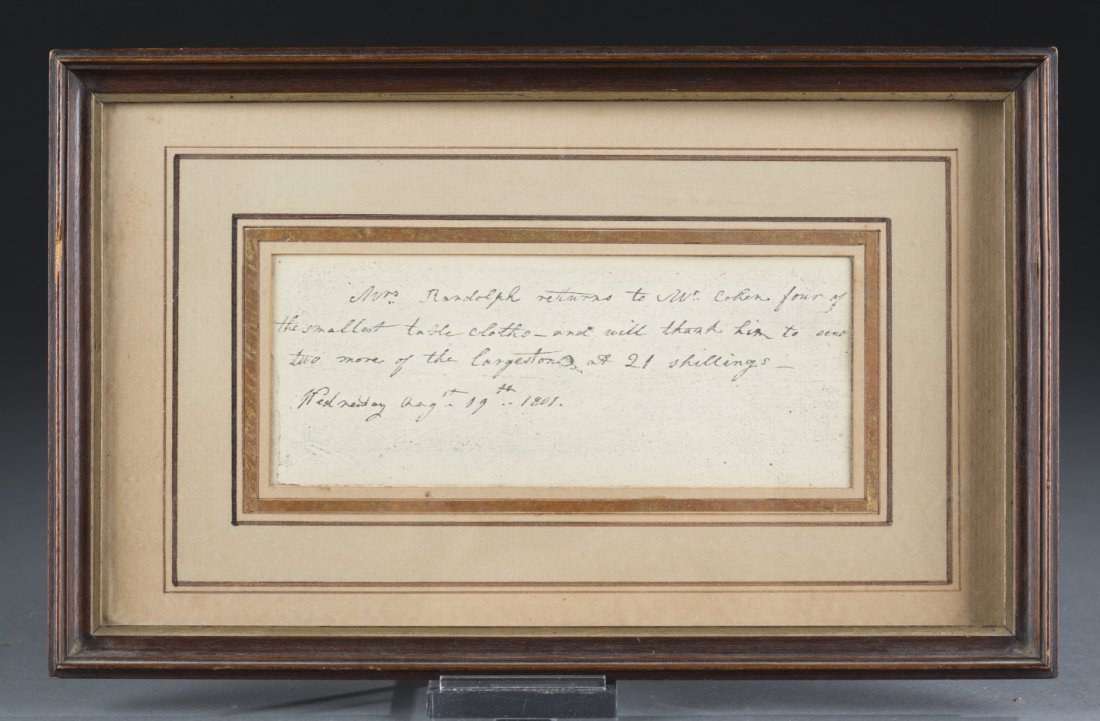 Mrs Randolph returns to Mr. Cohen four of
the smallest table cloths - and will thank him to send
two more of the largest ones at 21 shillings -
Wednesday Augst. 19th. 1801.